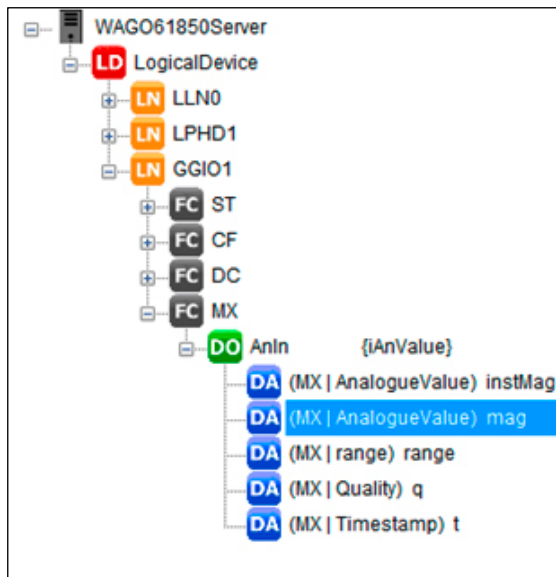 WAGO61850Server
LD LogicalDevice
LN LLN0
LN LPHD1
LN GGIO1
FC ST
FC CF
FC DC
FC MX
DO AnIn {iAnValue}
DA (MX | AnalogueValue) instMag
DA (MX | AnalogueValue) mag
DA (MX | range) range
DA (MX | Quality) q
DA (MX | Timestamp) t